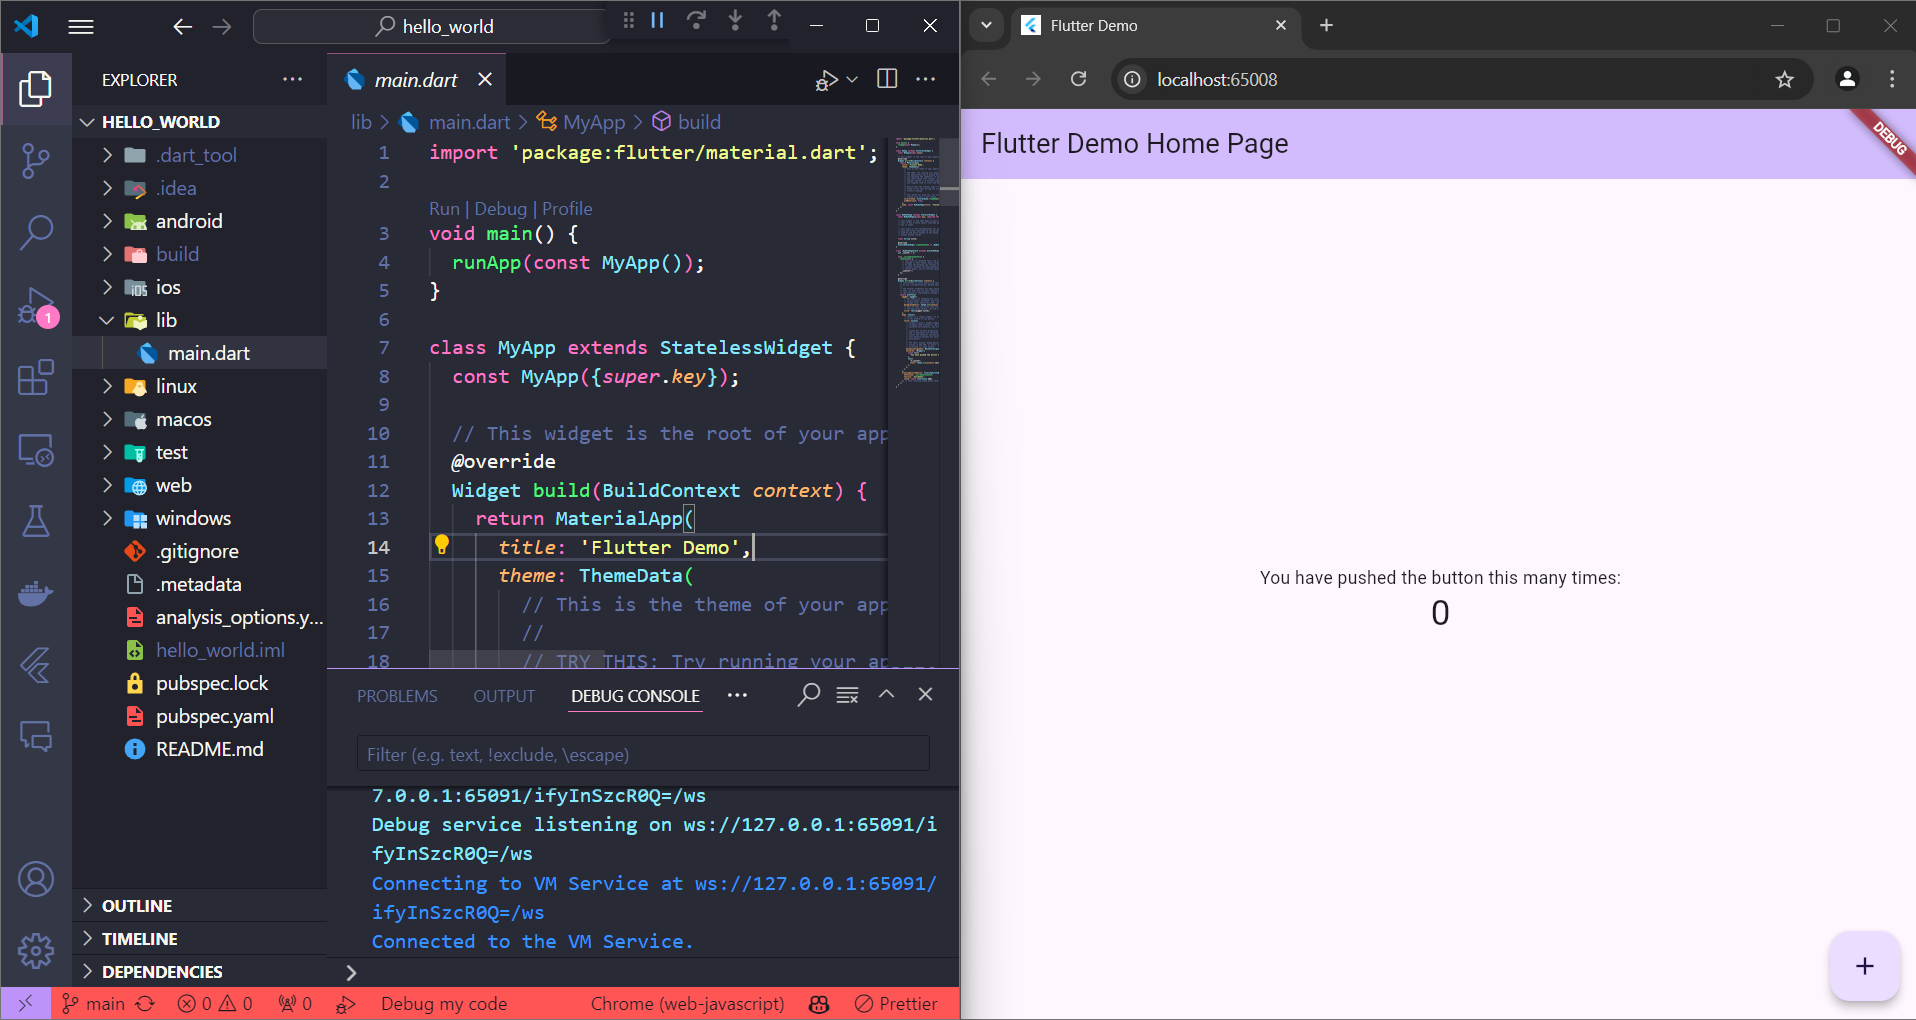 hello_world
EXPLORER
HELLO_WORLD
.dart_tool
.idea
android
build
ios
lib
main.dart
linux
macos
test
web
windows
.gitignore
.metadata
analysis_options.y...
hello_world.iml
pubspec.lock
pubspec.yaml
README.md
OUTLINE
TIMELINE
DEPENDENCIES
1
main.dart
lib > main.dart > MyApp > build
1 import 'package:flutter/material.dart';
2
Run | Debug | Profile
3 void main() {
4 runApp(const MyApp());
5 }
6
7 class MyApp extends StatelessWidget {
8 const MyApp({super.key});
9
10 // This widget is the root of your app
11 @override
12 Widget build(BuildContext context) {
13 return MaterialApp(
14 title: 'Flutter Demo',
15 theme: ThemeData(
16 // This is the theme of your app
17 //
18 // TRY THIS: Try running your ap
PROBLEMS OUTPUT DEBUG CONSOLE
Filter (e.g. text, !exclude, \escape)
7.0.0.1:65091/ifyInSzcR0Q=/ws
Debug service listening on ws://127.0.0.1:65091/i
fyInSzcR0Q=/ws
Connecting to VM Service at ws://127.0.0.1:65091/
ifyInSzcR0Q=/ws
Connected to the VM Service.
main 0 0 0 Debug my code Chrome (web-javascript) Prettier
Flutter Demo
localhost:65008
Flutter Demo Home Page
DEBUG
You have pushed the button this many times:
0
+